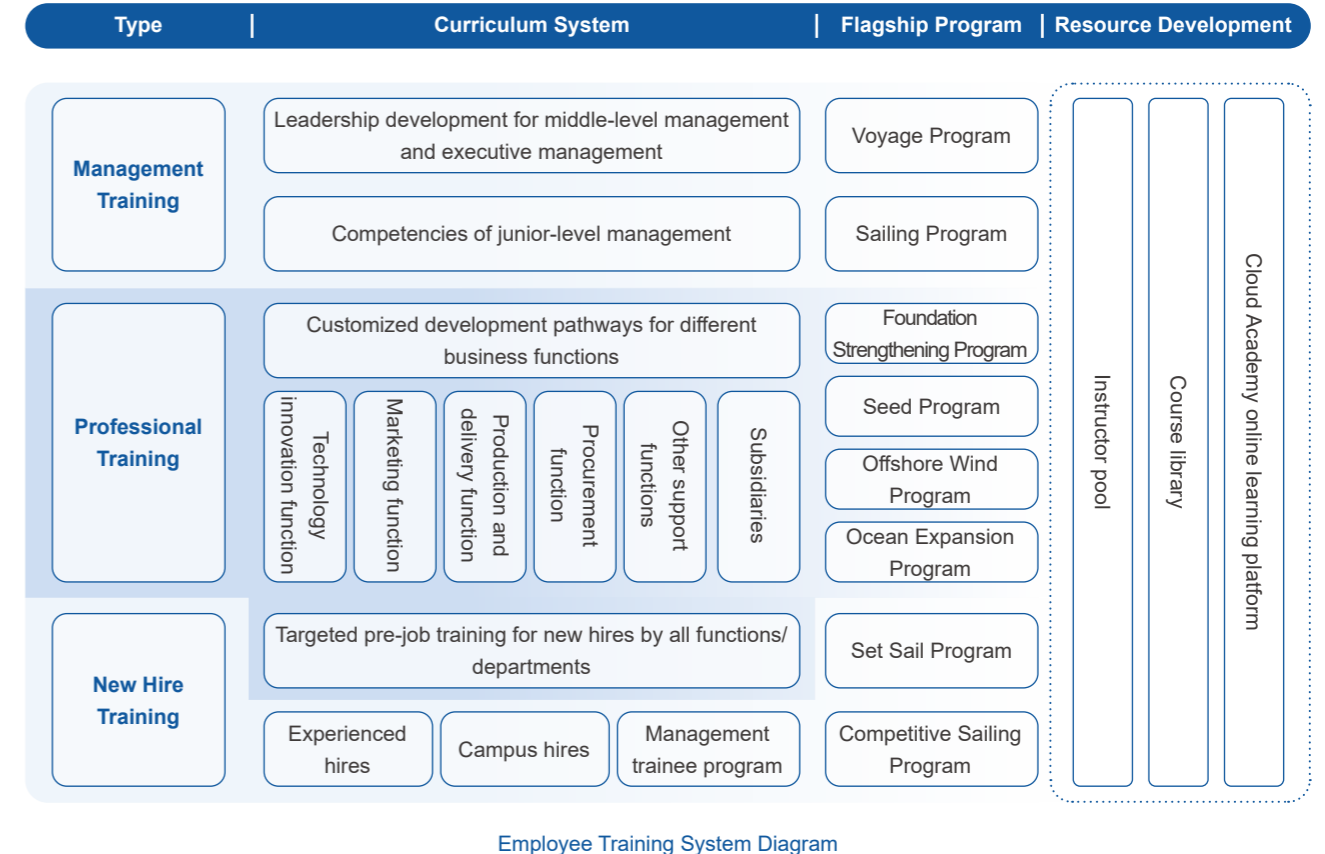 Type | Curriculum System | Flagship Program | Resource Development
Management
Training
Leadership development for middle-level management
and executive management
Voyage Program
Competencies of junior-level management
Sailing Program
Professional
Training
Customized development pathways for different
business functions
Technology
innovation function
Marketing function
Production and
delivery function
Procurement
function
Other support
functions
Subsidiaries
Foundation
Strengthening Program
Seed Program
Offshore Wind
Program
Ocean Expansion
Program
New Hire
Training
Targeted pre-job training for new hires by all functions/
departments
Set Sail Program
Experienced
hires
Campus hires
Management
trainee program
Competitive Sailing
Program
Instructor pool
Course library
Cloud Academy online learning platform
Employee Training System Diagram